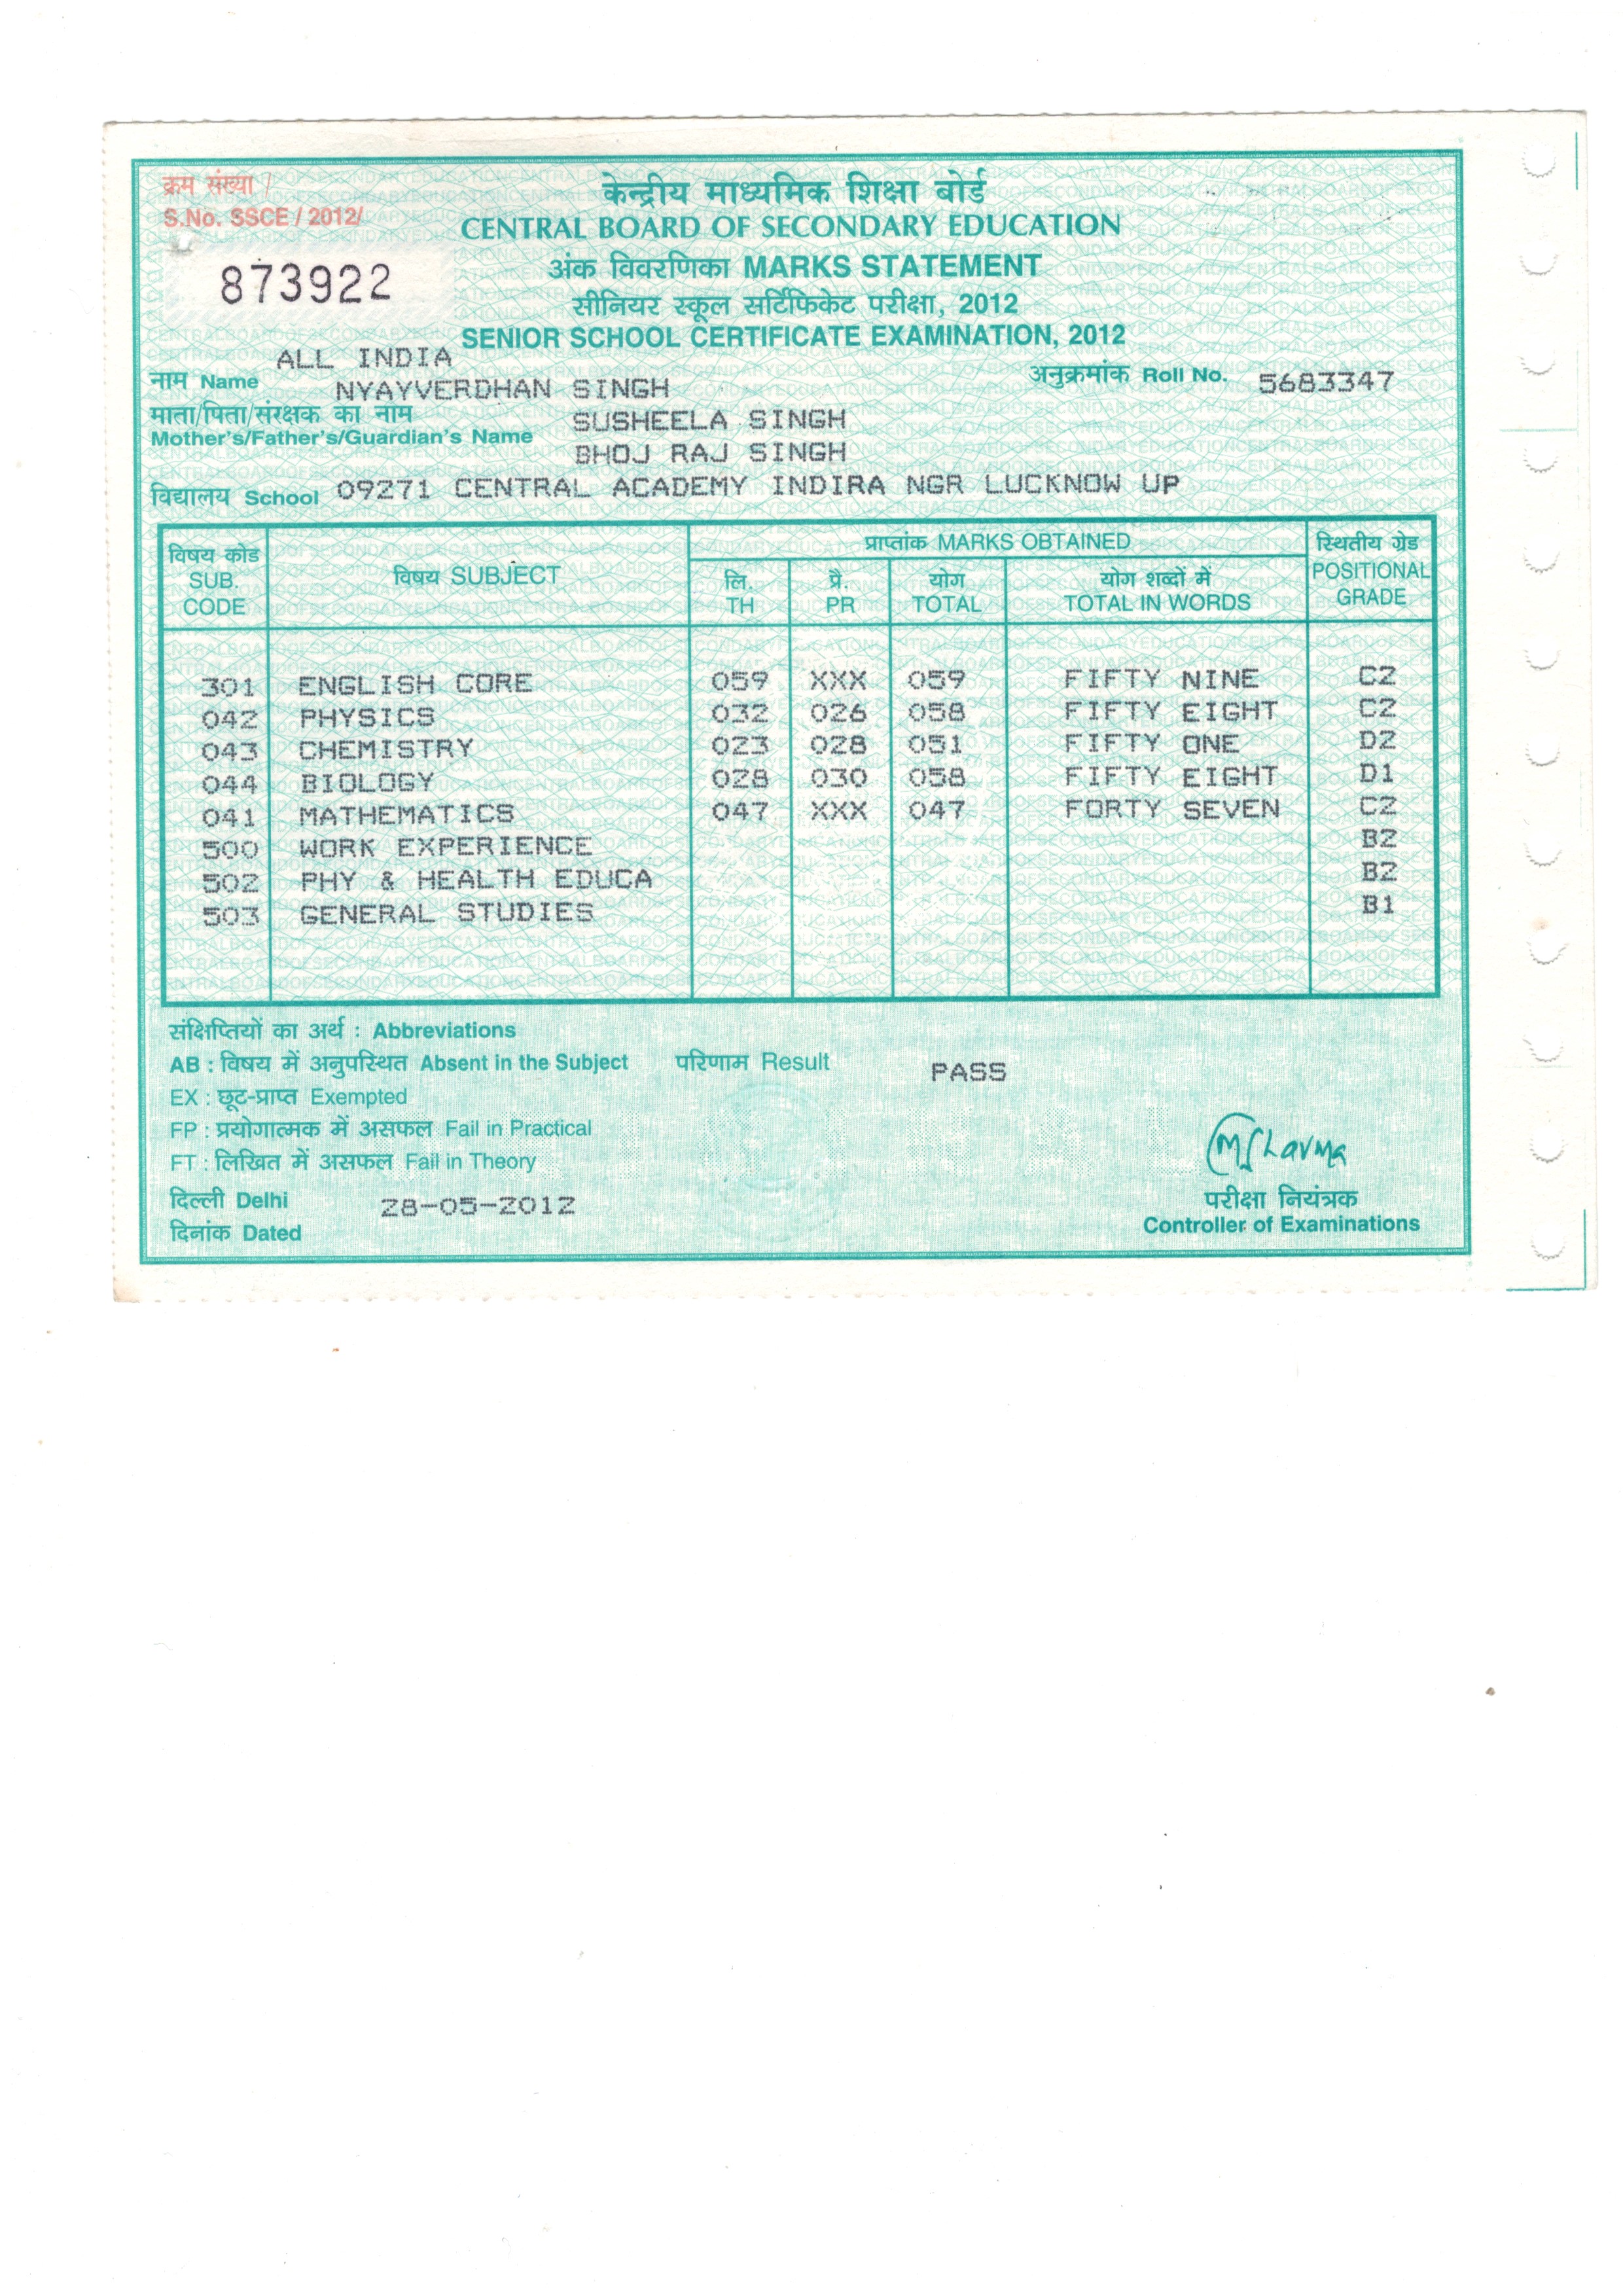 क्रम संख्या /
S.No. SSCE / 2012/
873922
केन्द्रीय माध्यमिक शिक्षा बोर्ड
CENTRAL BOARD OF SECONDARY EDUCATION
अंक विवरणिका MARKS STATEMENT
सीनियर स्कूल सर्टिफिकेट परीक्षा, 2012
SENIOR SCHOOL CERTIFICATE EXAMINATION, 2012
ALL INDIA
नाम Name NYAYVERDHAN SINGH अनुक्रमांक Roll No. 5683347
माता/पिता/संरक्षक का नाम SUSHEELA SINGH
Mother's/Father's/Guardian's Name BHOJ RAJ SINGH
विद्यालय School 09271 CENTRAL ACADEMY INDIRA NGR LUCKNOW UP
विषय कोड SUB. CODE विषय SUBJECT प्राप्तांक MARKS OBTAINED स्थितीय ग्रेड POSITIONAL GRADE
लि. प्रै. योग योग शब्दों में
TH PR TOTAL TOTAL IN WORDS
301 ENGLISH CORE 059 XXX 059 FIFTY NINE C2
042 PHYSICS 032 026 058 FIFTY EIGHT C2
043 CHEMISTRY 023 028 051 FIFTY ONE D2
044 BIOLOGY 028 030 058 FIFTY EIGHT D1
041 MATHEMATICS 047 XXX 047 FORTY SEVEN C2
500 WORK EXPERIENCE B2
502 PHY & HEALTH EDUCA B2
503 GENERAL STUDIES B1
संक्षिप्तियों का अर्थ : Abbreviations
AB : विषय में अनुपस्थित Absent in the Subject परिणाम Result PASS
EX : छूट-प्राप्त Exempted
FP : प्रयोगात्मक में असफल Fail in Practical
FT : लिखित में असफल Fail in Theory
दिल्ली Delhi 28-05-2012
दिनांक Dated
परीक्षा नियंत्रक
Controller of Examinations